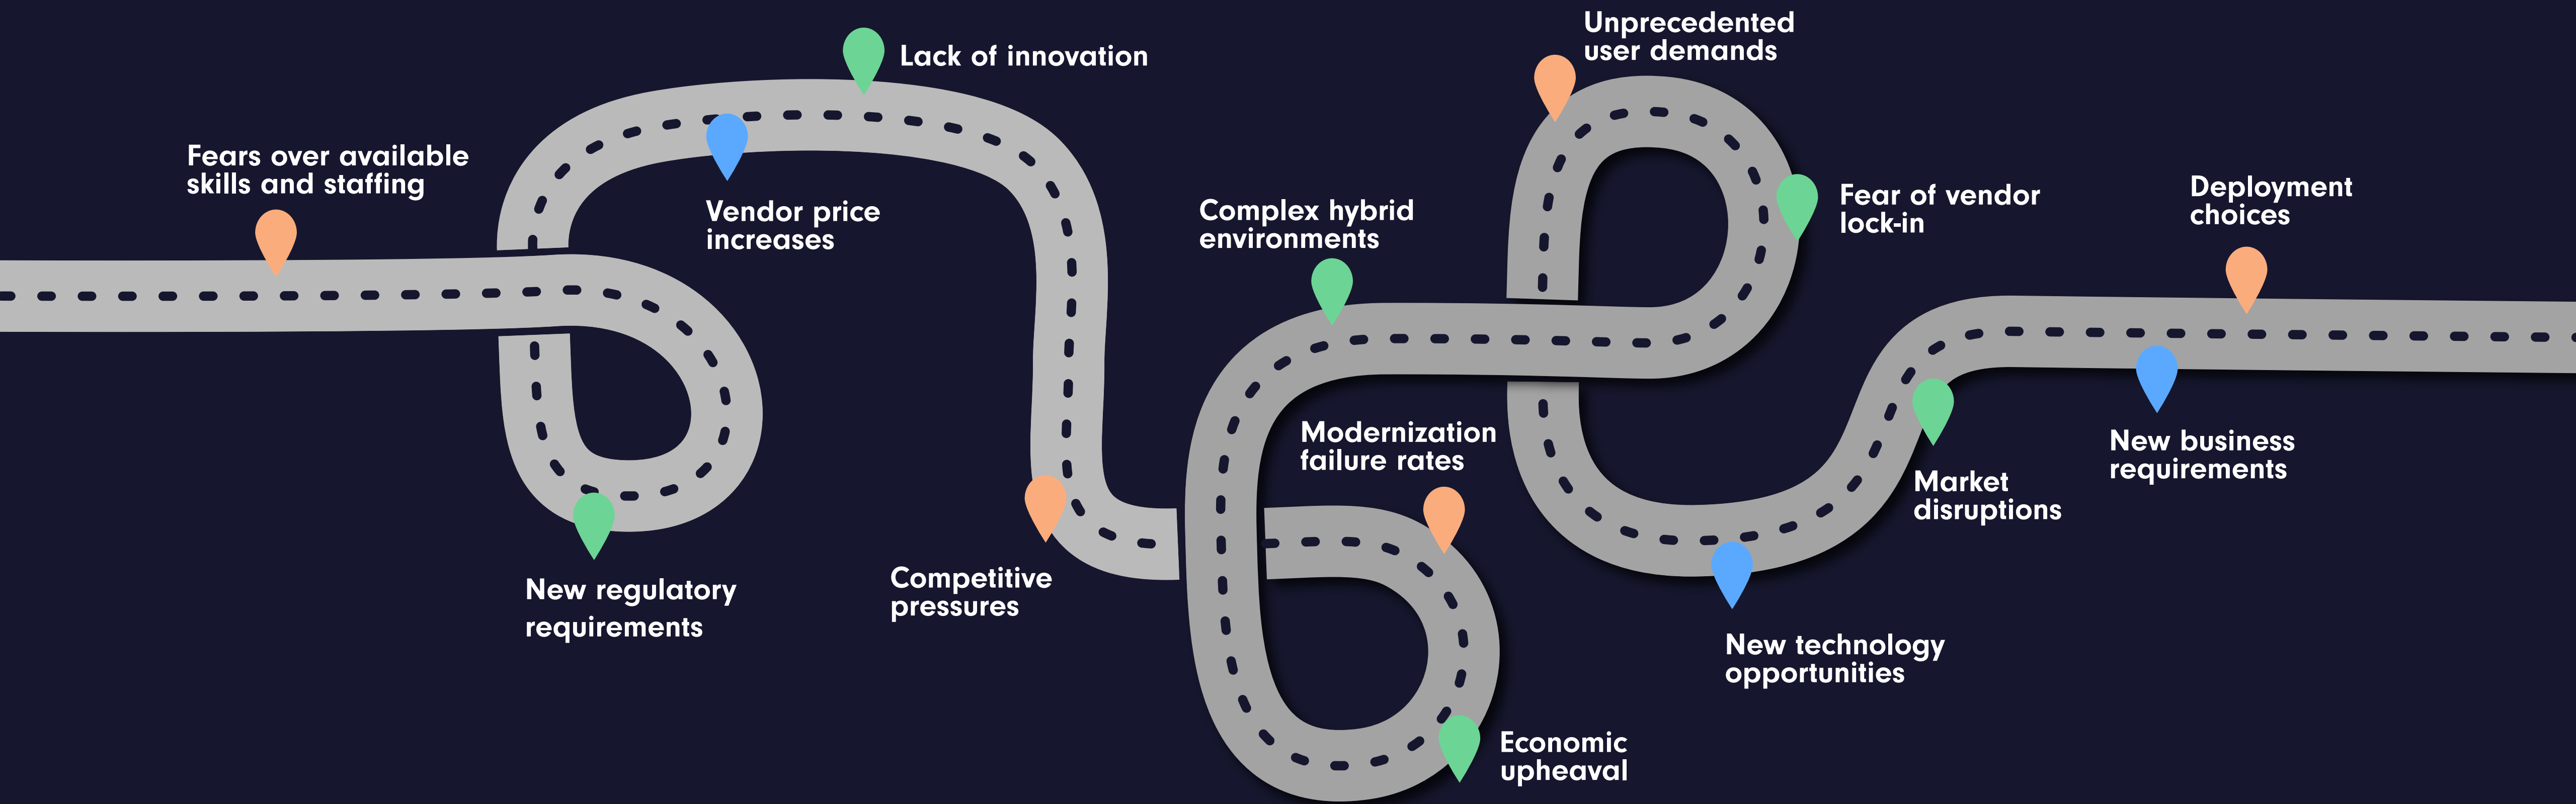 Fears over available
skills and staffing
New regulatory
requirements
Vendor price
increases
Lack of innovation
Competitive
pressures
Modernization
failure rates
Economic
upheaval
Complex hybrid
environments
Fear of vendor
lock-in
Unprecedented
user demands
New technology
opportunities
Market
disruptions
New business
requirements
Deployment
choices